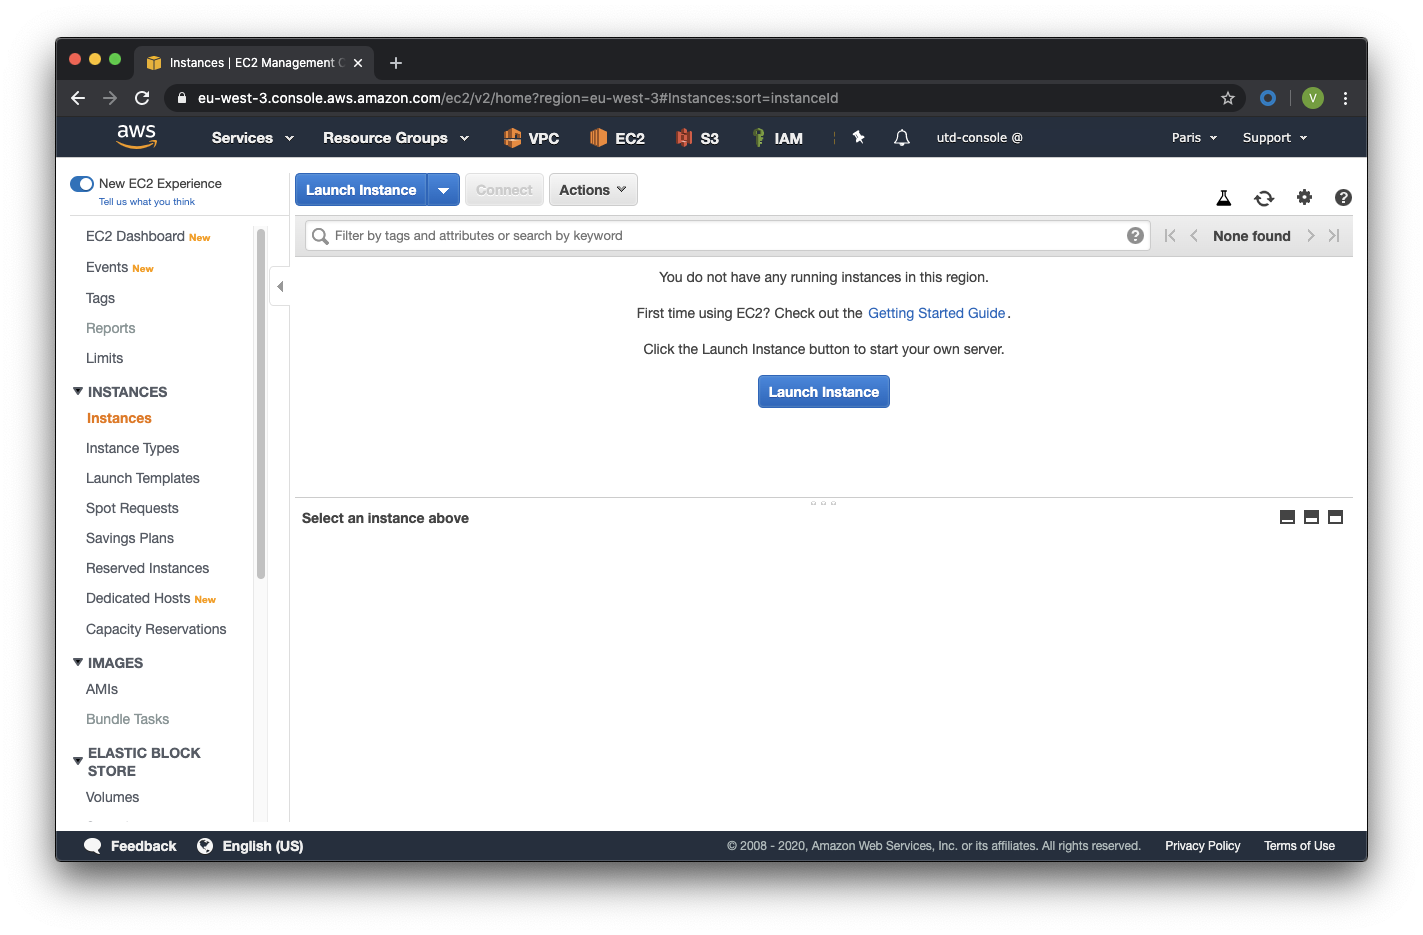 Instances | EC2 Management C
eu-west-3.console.aws.amazon.com/ec2/v2/home?region=eu-west-3#Instances:sort=instanceId
V
aws
Services
Resource Groups
VPC
EC2
S3
IAM
utd-console @
Paris
Support
New EC2 Experience
Tell us what you think
Launch Instance
Connect
Actions
EC2 Dashboard New
Events New
Tags
Reports
Limits
INSTANCES
Instances
Instance Types
Launch Templates
Spot Requests
Savings Plans
Reserved Instances
Dedicated Hosts New
Capacity Reservations
IMAGES
AMIs
Bundle Tasks
ELASTIC BLOCK
STORE
Volumes
Filter by tags and attributes or search by keyword
None found
You do not have any running instances in this region.
First time using EC2? Check out the Getting Started Guide.
Click the Launch Instance button to start your own server.
Launch Instance
Select an instance above
Feedback
English (US)
© 2008 - 2020, Amazon Web Services, Inc. or its affiliates. All rights reserved.
Privacy Policy
Terms of Use